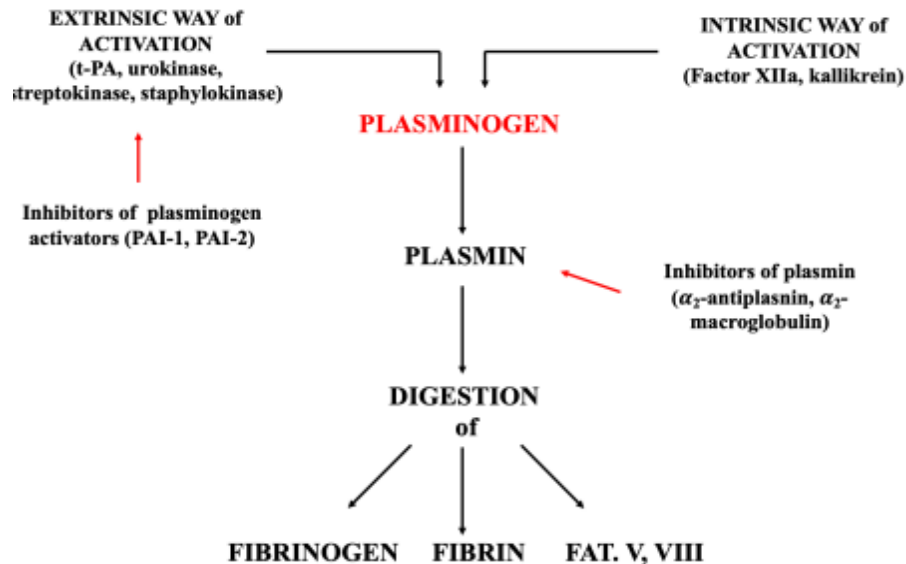 EXTRINSIC WAY of
ACTIVATION
(t-PA, urokinase,
streptokinase, staphylokinase)
INTRINSIC WAY of
ACTIVATION
(Factor XIIa, kallikrein)
PLASMINOGEN
Inhibitors of plasminogen
activators (PAI-1, PAI-2)
PLASMIN
Inhibitors of plasmin
(α₂-antiplasnin, α₂-
macroglobulin)
DIGESTION
of
FIBRINOGEN FIBRIN FAT. V, VIII